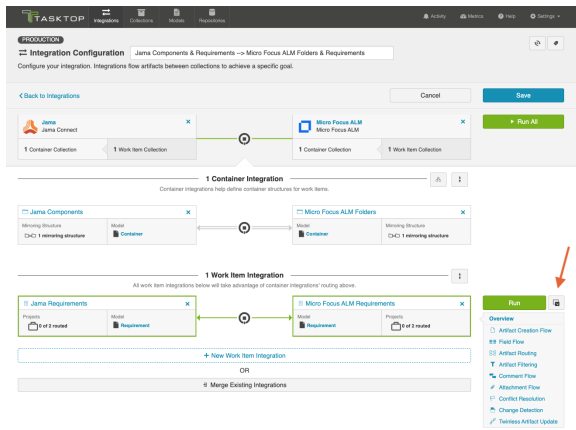 TASKTOP
Integrations
Collections
Models
Repositories
Activity
Metrics
Help
Settings
PRODUCTION
Integration Configuration
Jama Components & Requirements --> Micro Focus ALM Folders & Requirements
Configure your integration. Integrations flow artifacts between collections to achieve a specific goal.
Back to Integrations
Cancel
Save
Jama
Jama Connect
Micro Focus ALM
Micro Focus ALM
Run All
1 Container Collection
1 Work Item Collection
1 Container Collection
1 Work Item Collection
1 Container Integration
Container integrations help define container structures for work items.
Jama Components
Mirroring Structure
1 mirroring structure
Model
Container
Micro Focus ALM Folders
Model
Container
Mirroring Structure
1 mirroring structure
1 Work Item Integration
All work item integrations below will take advantage of container integrations' routing above.
Jama Requirements
Projects
0 of 2 routed
Model
Requirement
Micro Focus ALM Requirements
Model
Requirement
Projects
0 of 2 routed
Run
Overview
Artifact Creation Flow
Field Flow
Artifact Routing
Artifact Filtering
Comment Flow
Attachment Flow
Conflict Resolution
Change Detection
Twinless Artifact Update
+ New Work Item Integration
OR
Merge Existing Integrations